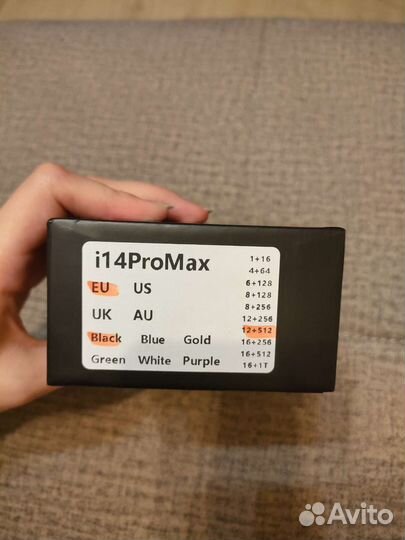 i14ProMax
EU US
UK AU
Black Blue Gold
Green White Purple
1+16
4+64
6+128
8+128
8+256
12+256
12+512
16+256
16+512
16+1T
Avito